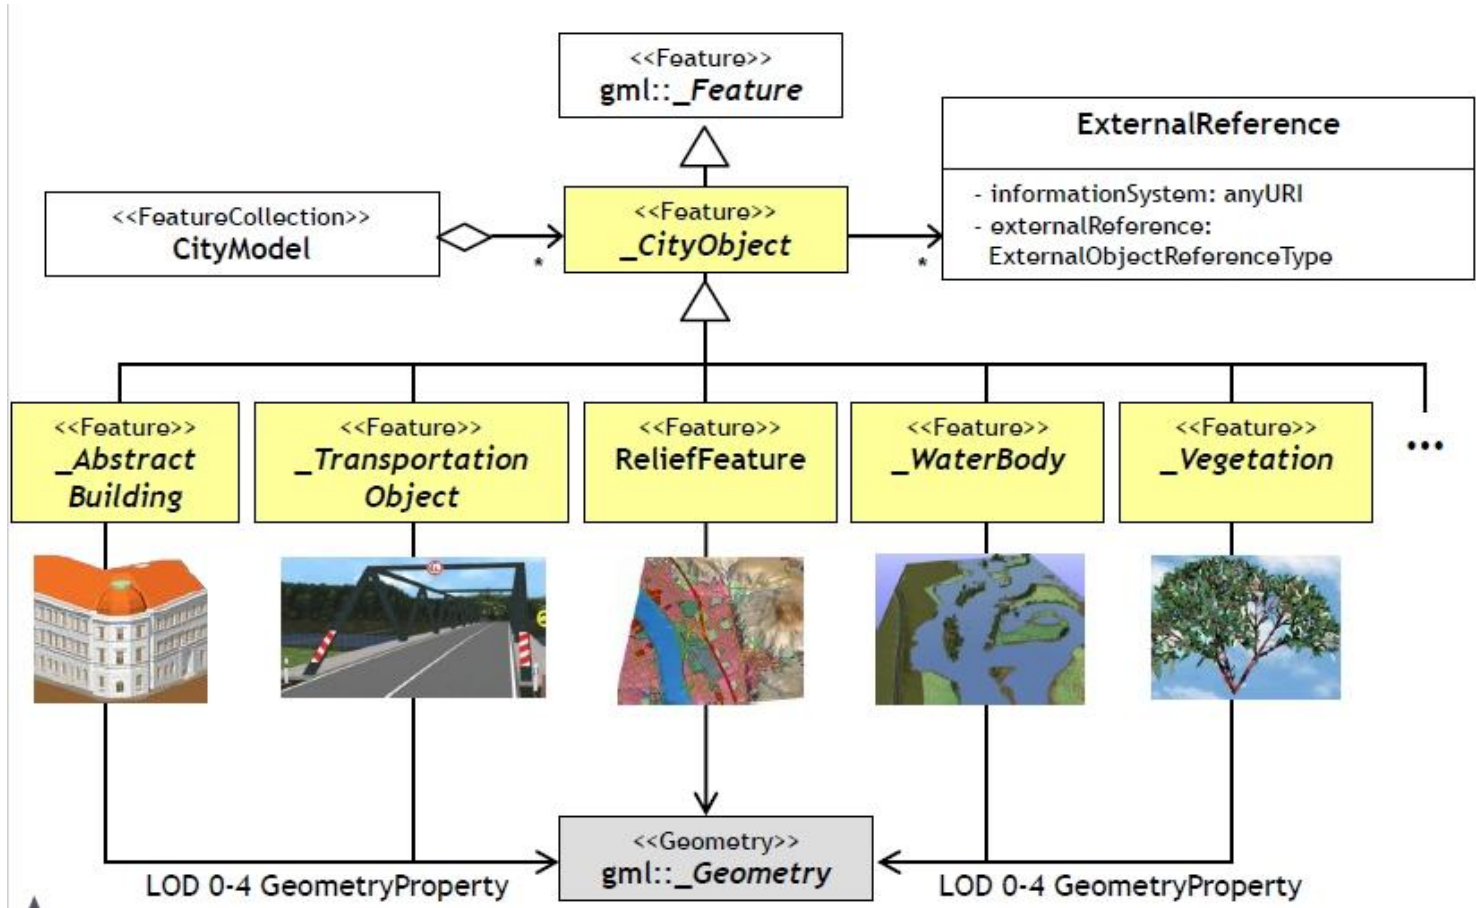 <<Feature>>
gml::_Feature
ExternalReference
- informationSystem: anyURI
- externalReference:
ExternalObjectReferenceType
<<FeatureCollection>>
CityModel
*
<<Feature>>
_CityObject
*
<<Feature>>
_Abstract
Building
<<Feature>>
_Transportation
Object
<<Feature>>
ReliefFeature
<<Feature>>
_WaterBody
<<Feature>>
_Vegetation
...
<<Geometry>>
gml::_Geometry
LOD 0-4 GeometryProperty
LOD 0-4 GeometryProperty